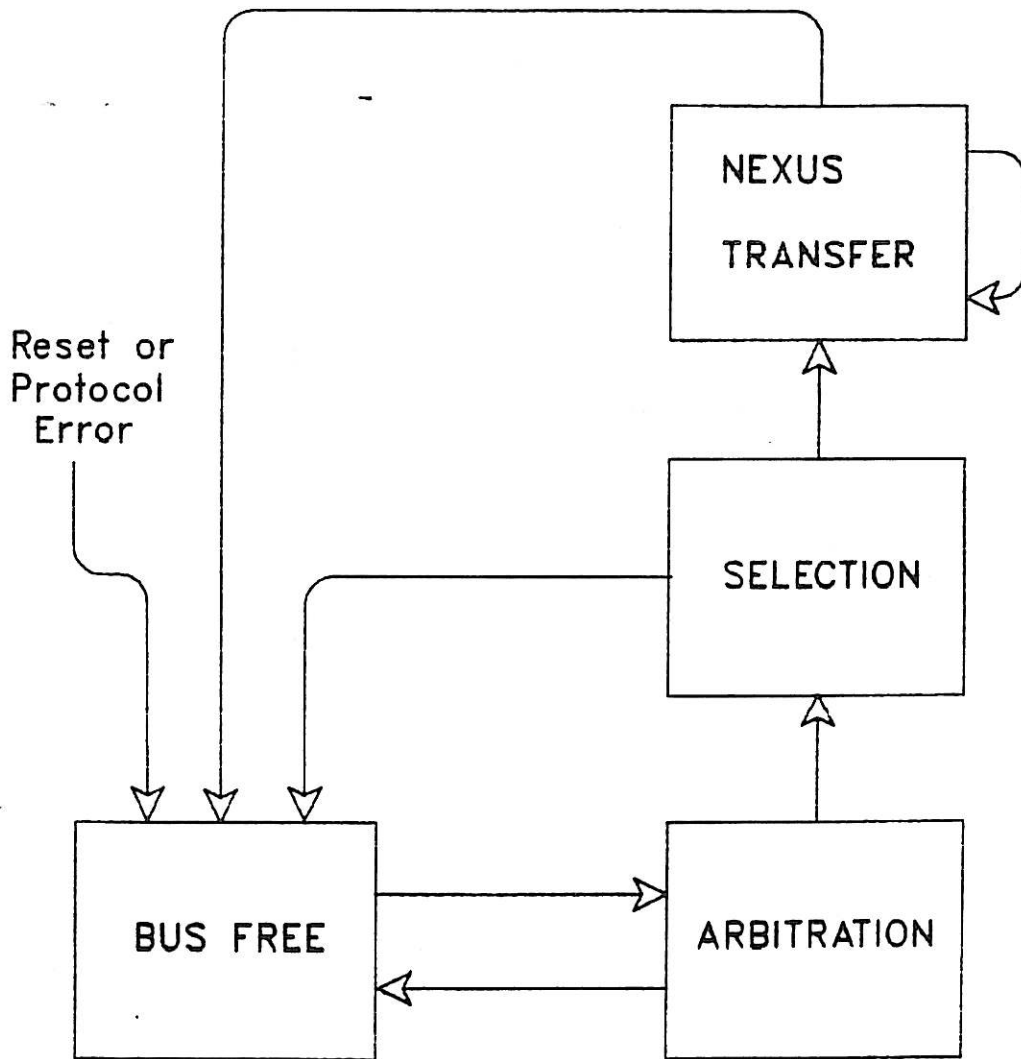 NEXUS
TRANSFER
Reset or
Protocol
Error
SELECTION
BUS FREE
ARBITRATION